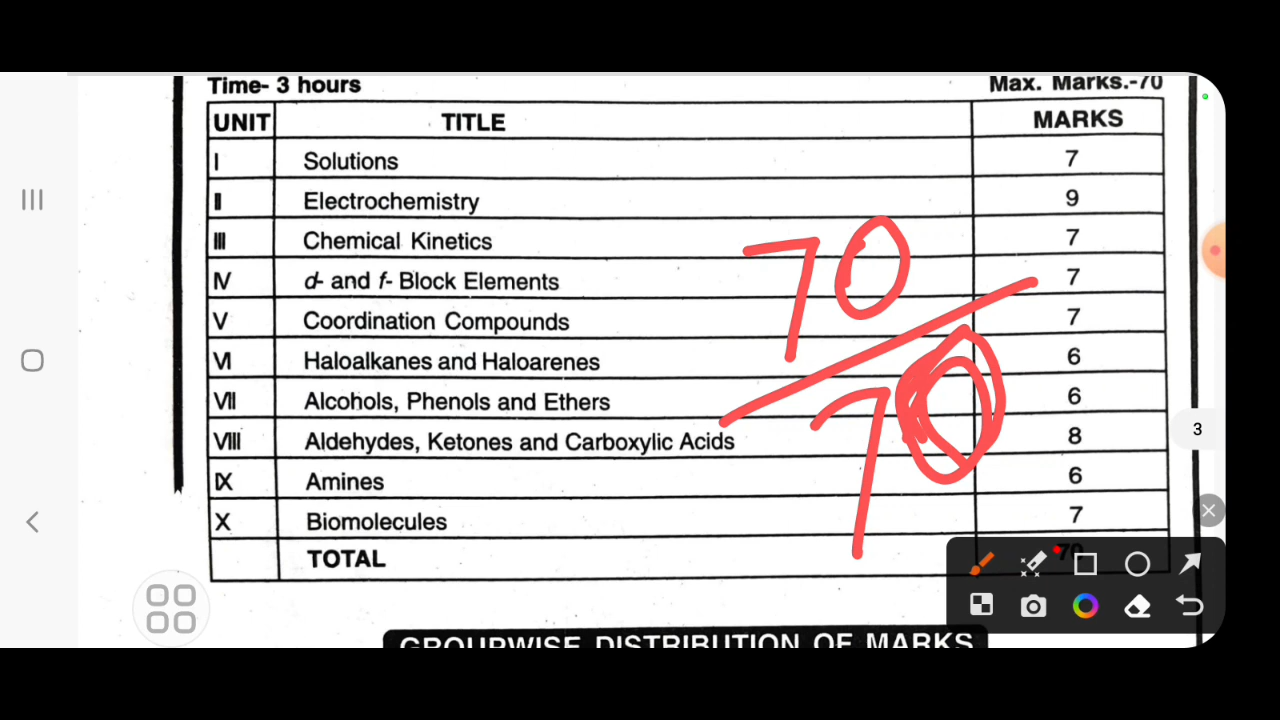 Time- 3 hours Max. Marks.-70
UNIT TITLE MARKS
I Solutions 7
II Electrochemistry 9
III Chemical Kinetics 7
IV d- and f- Block Elements 7
V Coordination Compounds 7
VI Haloalkanes and Haloarenes 6
VII Alcohols, Phenols and Ethers 6
VIII Aldehydes, Ketones and Carboxylic Acids 8
IX Amines 6
X Biomolecules 7
TOTAL 70
GROUPWISE DISTRIBUTION OF MARKS
70
70
3